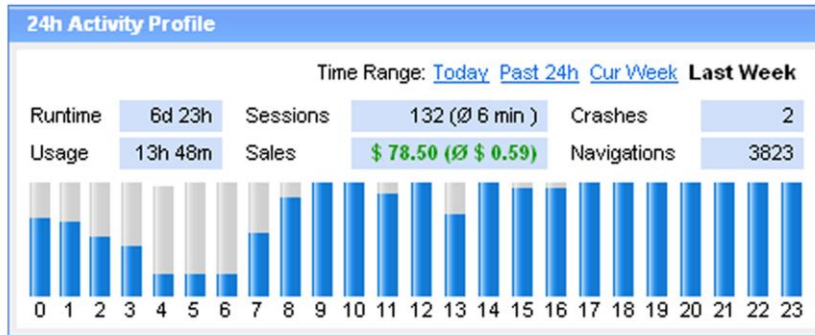 24h Activity Profile
Time Range: Today Past 24h Cur Week Last Week
Runtime 6d 23h Sessions 132 (Ø 6 min ) Crashes 2
Usage 13h 48m Sales $ 78.50 (Ø $ 0.59) Navigations 3823
0 1 2 3 4 5 6 7 8 9 10 11 12 13 14 15 16 17 18 19 20 21 22 23